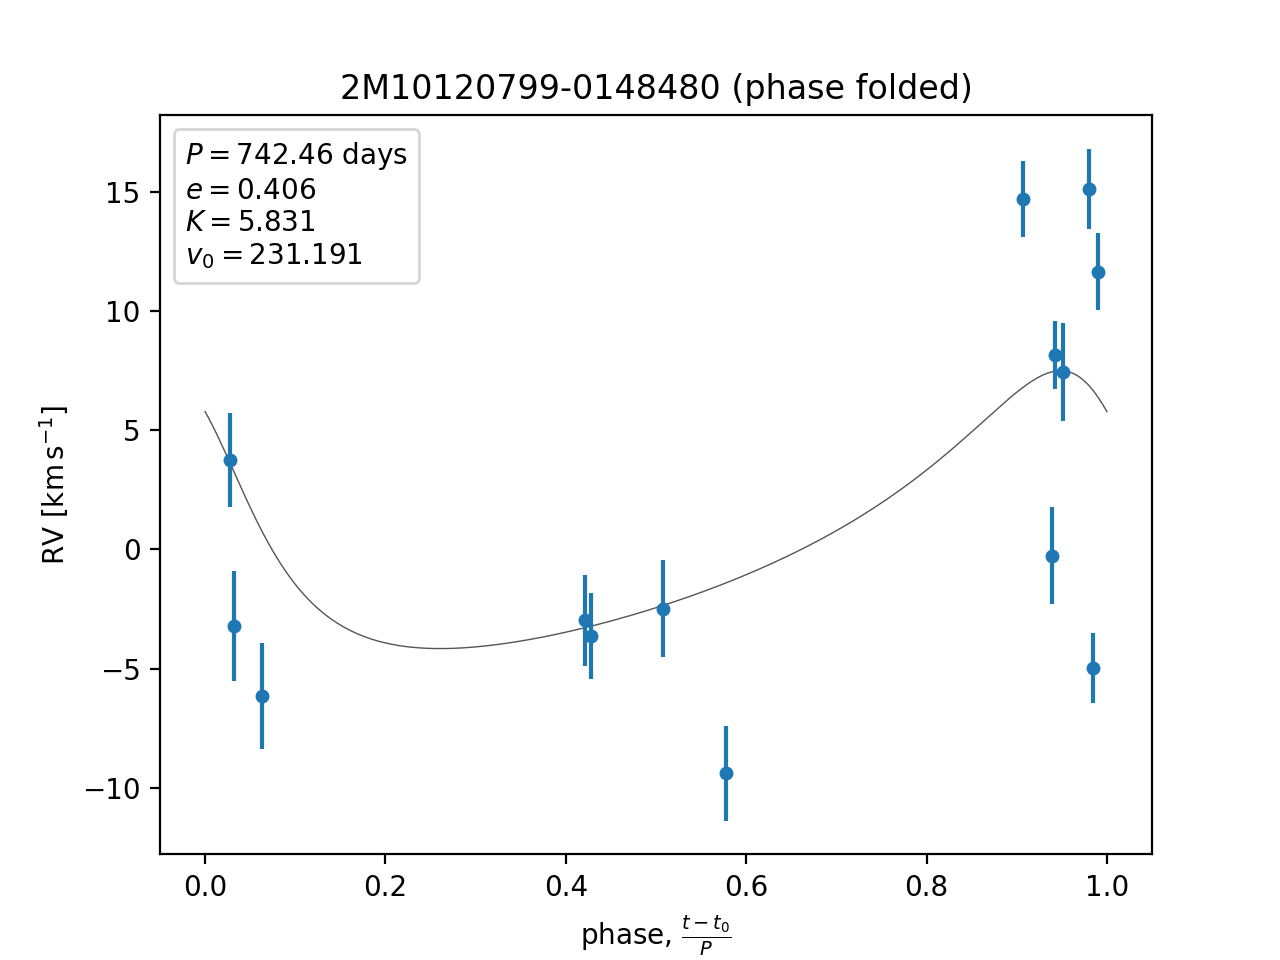 2M10120799-0148480 (phase folded)
P = 742.46 days
e = 0.406
K = 5.831
v₀ = 231.191
15
10
5
0
−5
−10
RV [km s⁻¹]
0.0 0.2 0.4 0.6 0.8 1.0
phase, (t − t₀)/P